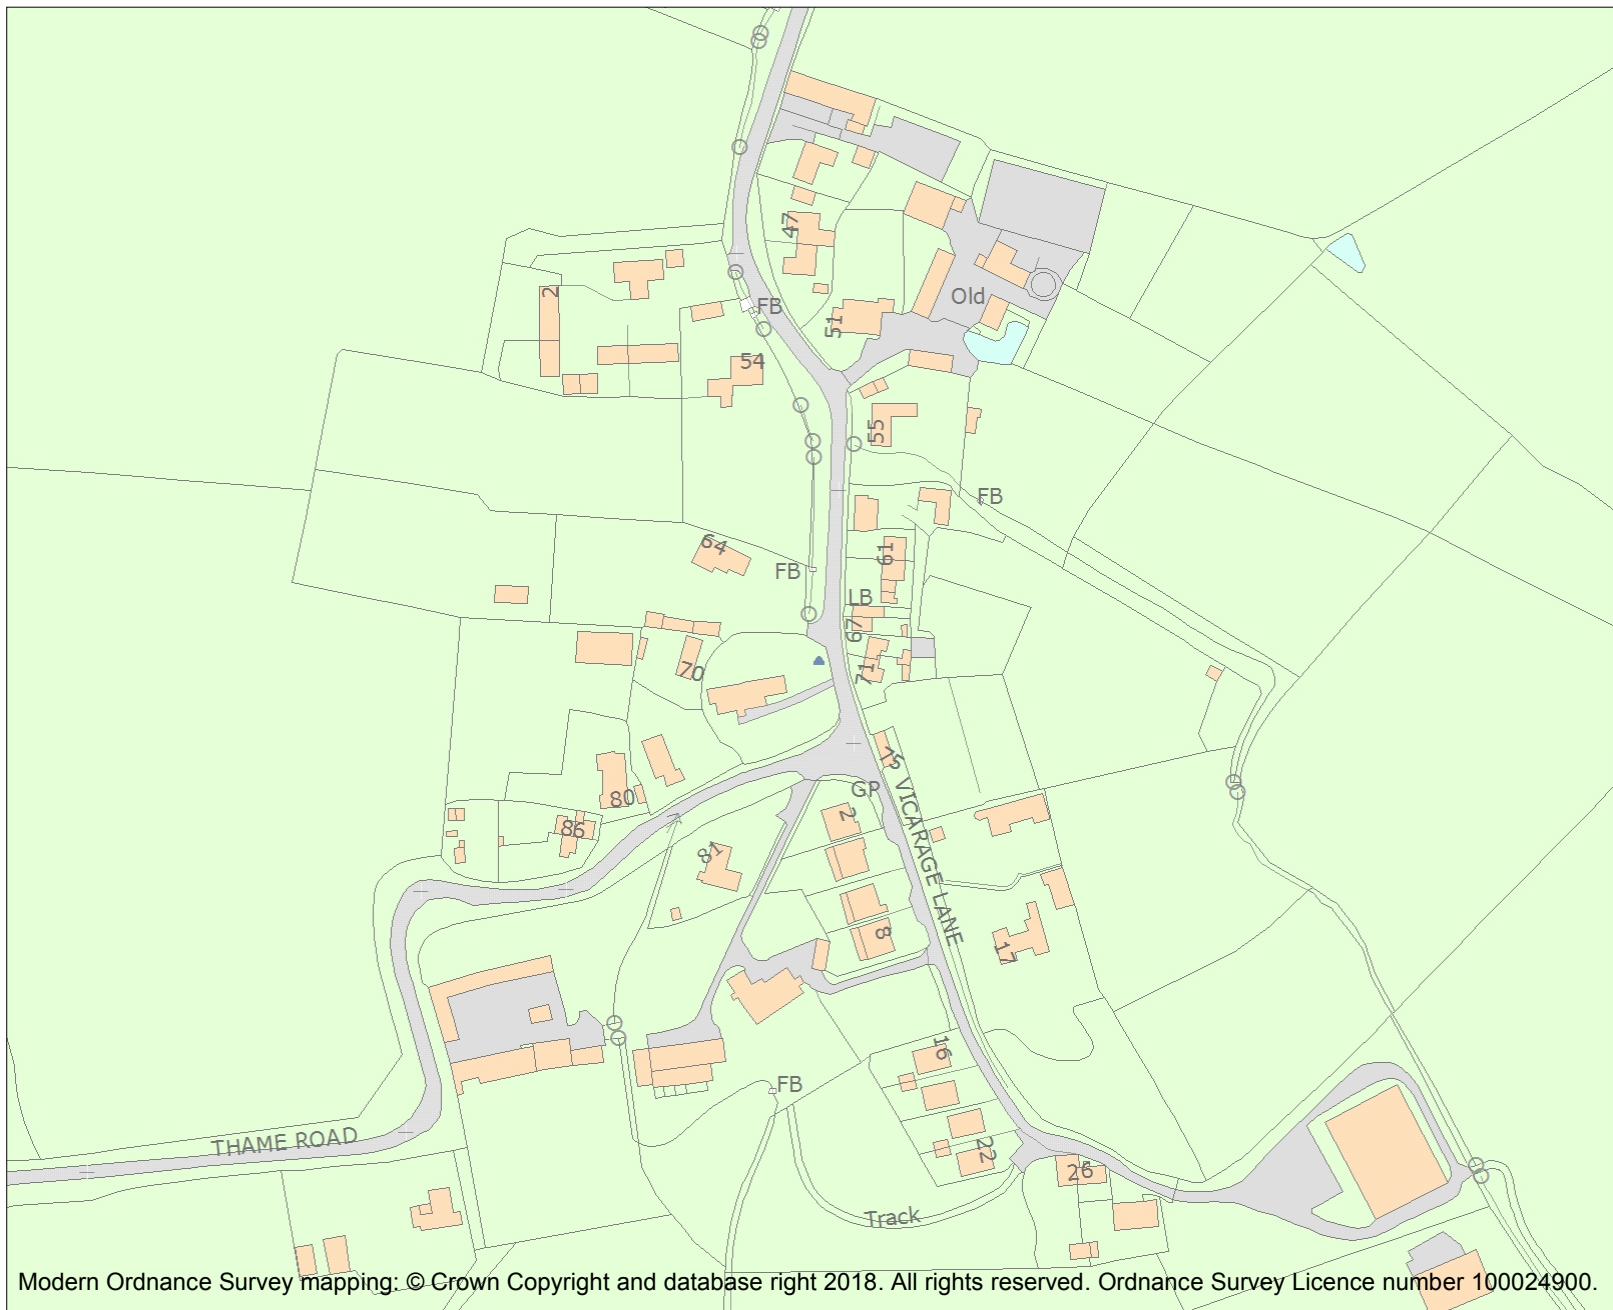 47
2
FB
Old
51
54
55
FB
64
61
FB
LB
67
70
71
75
GP
80
2
86
81
VICARAGE LANE
8
17
16
FB
THAME ROAD
22
26
Track
Modern Ordnance Survey mapping: © Crown Copyright and database right 2018. All rights reserved. Ordnance Survey Licence number 100024900.